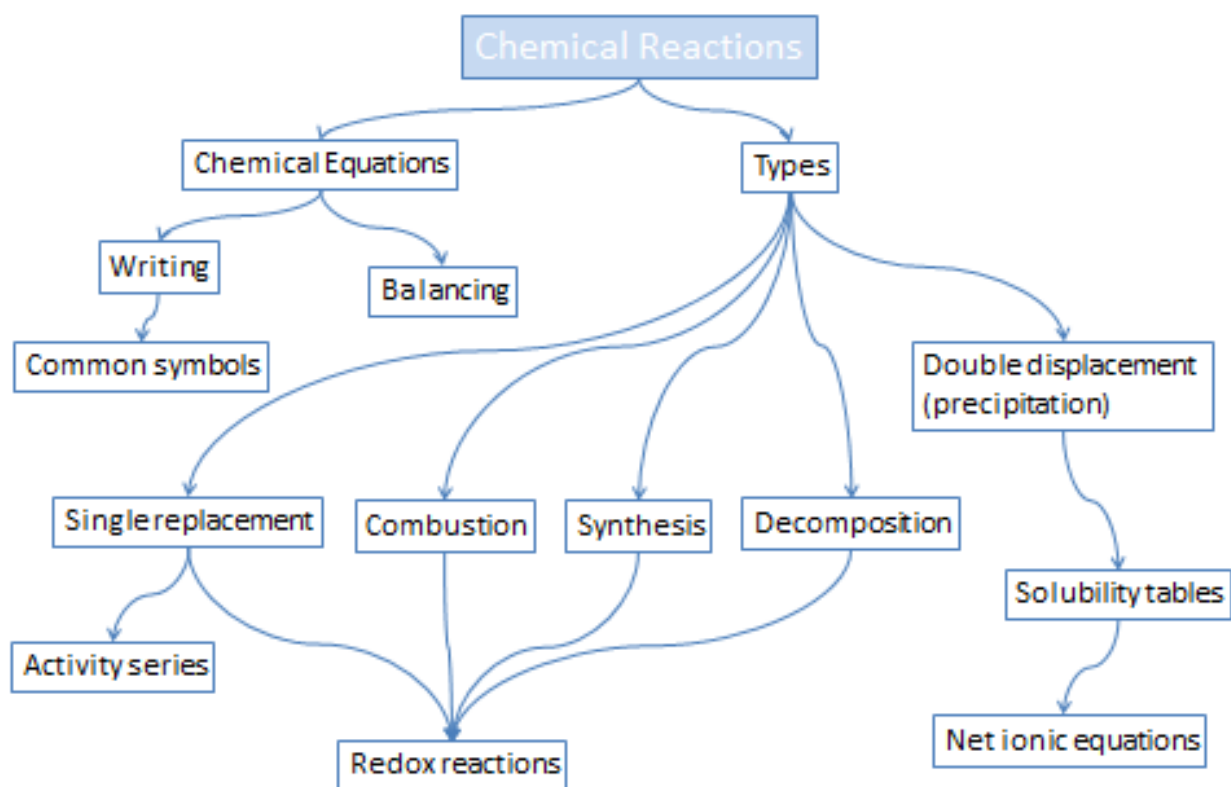 Chemical Reactions
Chemical Equations
Types
Writing
Balancing
Common symbols
Double displacement
(precipitation)
Single replacement
Combustion
Synthesis
Decomposition
Solubility tables
Activity series
Redox reactions
Net ionic equations